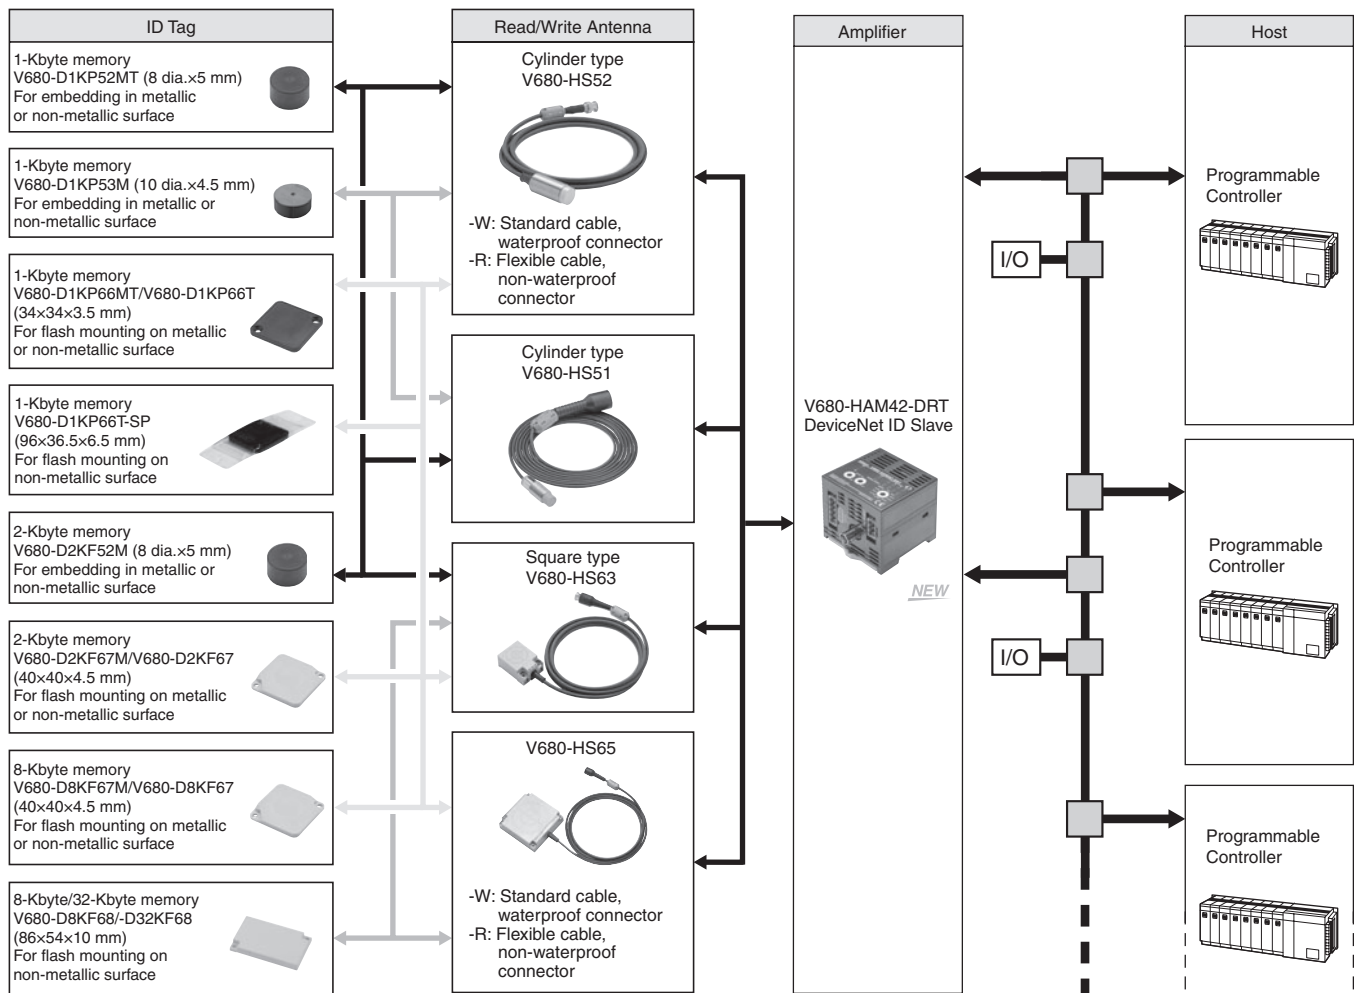 ID Tag
1-Kbyte memory
V680-D1KP52MT (8 dia.×5 mm)
For embedding in metallic
or non-metallic surface
1-Kbyte memory
V680-D1KP53M (10 dia.×4.5 mm)
For embedding in metallic or
non-metallic surface
1-Kbyte memory
V680-D1KP66MT/V680-D1KP66T
(34×34×3.5 mm)
For flash mounting on metallic
or non-metallic surface
1-Kbyte memory
V680-D1KP66T-SP
(96×36.5×6.5 mm)
For flash mounting on
non-metallic surface
2-Kbyte memory
V680-D2KF52M (8 dia.×5 mm)
For embedding in metallic or
non-metallic surface
2-Kbyte memory
V680-D2KF67M/V680-D2KF67
(40×40×4.5 mm)
For flash mounting on metallic
or non-metallic surface
8-Kbyte memory
V680-D8KF67M/V680-D8KF67
(40×40×4.5 mm)
For flash mounting on metallic
or non-metallic surface
8-Kbyte/32-Kbyte memory
V680-D8KF68/-D32KF68
(86×54×10 mm)
For flash mounting on
non-metallic surface
Read/Write Antenna
Cylinder type
V680-HS52
-W: Standard cable,
waterproof connector
-R: Flexible cable,
non-waterproof
connector
Cylinder type
V680-HS51
Square type
V680-HS63
V680-HS65
-W: Standard cable,
waterproof connector
-R: Flexible cable,
non-waterproof
connector
Amplifier
V680-HAM42-DRT
DeviceNet ID Slave
NEW
I/O
I/O
Host
Programmable
Controller
Programmable
Controller
Programmable
Controller